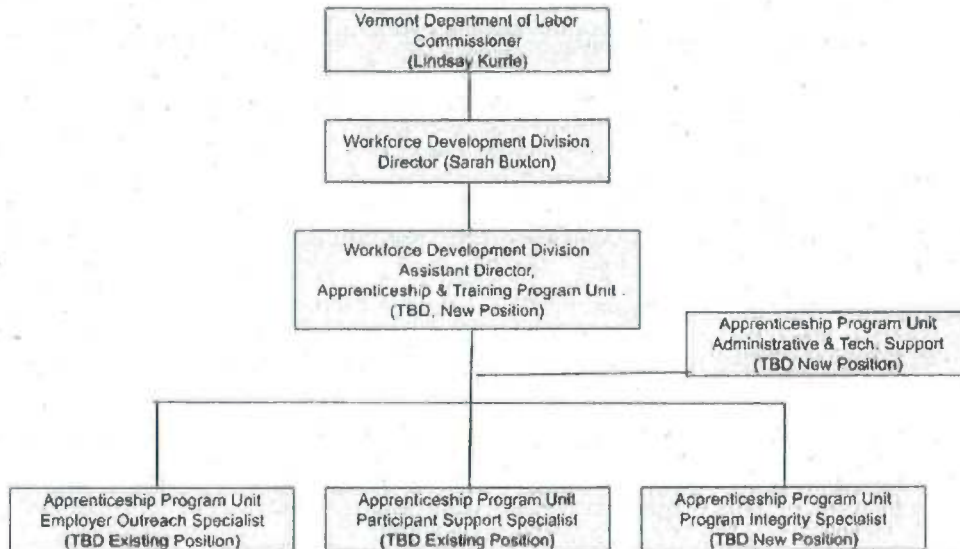 Vermont Department of Labor
Commissioner
(Lindsay Kurrle)
Workforce Development Division
Director (Sarah Buxton)
Workforce Development Division
Assistant Director,
Apprenticeship & Training Program Unit
(TBD, New Position)
Apprenticeship Program Unit
Administrative & Tech. Support
(TBD New Position)
Apprenticeship Program Unit
Employer Outreach Specialist
(TBD Existing Position)
Apprenticeship Program Unit
Participant Support Specialist
(TBD Existing Position)
Apprenticeship Program Unit
Program Integrity Specialist
(TBD New Position)